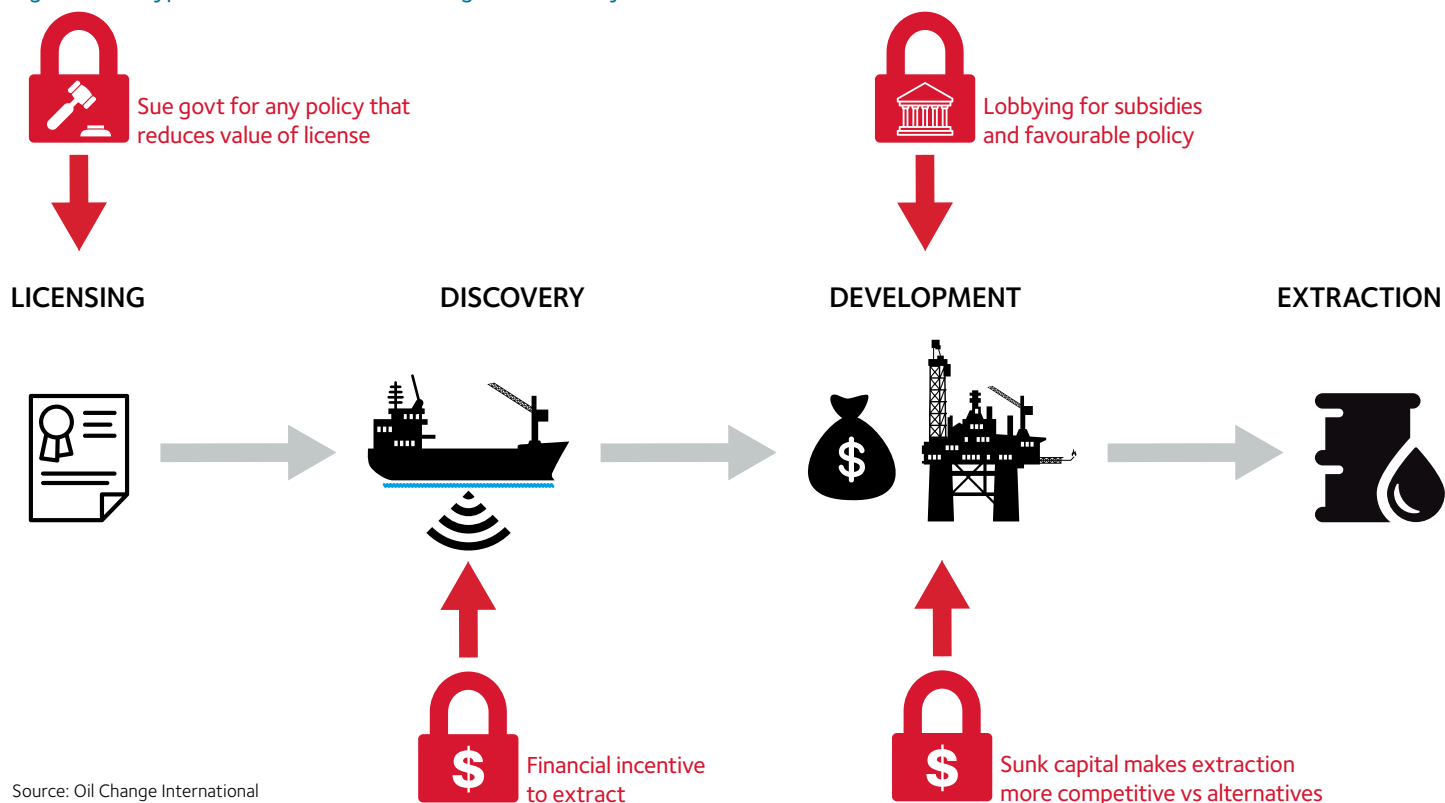 Sue govt for any policy that
reduces value of license
Lobbying for subsidies
and favourable policy
LICENSING
DISCOVERY
DEVELOPMENT
EXTRACTION
$
$
Financial incentive
to extract
$
Sunk capital makes extraction
more competitive vs alternatives
Source: Oil Change International